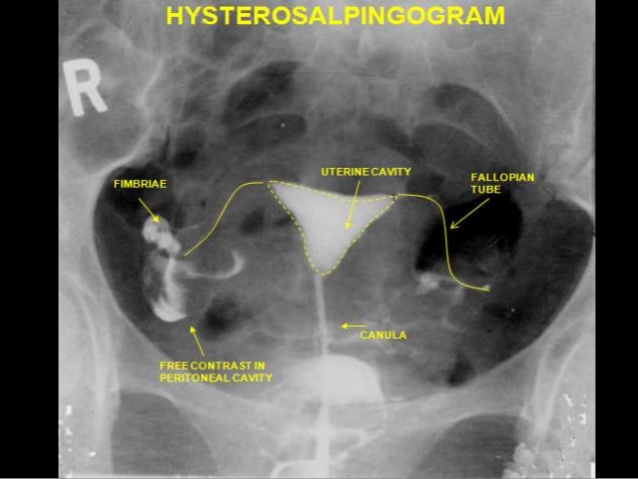 HYSTEROSALPINGOGRAM
R
UTERINE CAVITY
FIMBRIAE
FALLOPIAN
TUBE
CANULA
FREE CONTRAST IN
PERITONEAL CAVITY